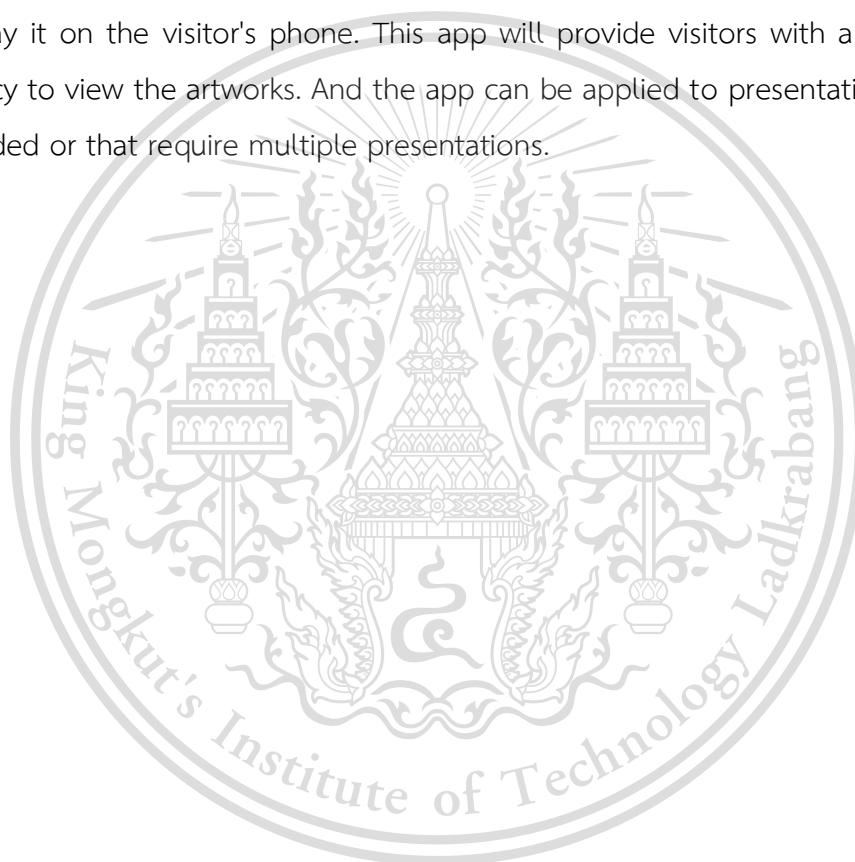 y it on the visitor's phone. This app will provide visitors with a
cy to view the artworks. And the app can be applied to presentati
ded or that require multiple presentations.
King Mongkut's Institute of Technology Ladkrabang